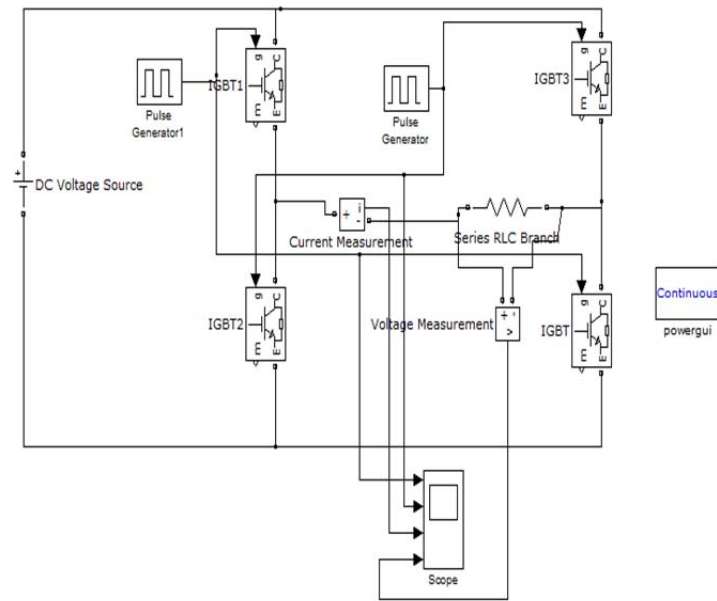 g
C
E
IGBT1
Pulse
Generator1
g
C
E
IGBT3
Pulse
Generator
+
DC Voltage Source
+
i
-
Current Measurement
Series RLC Branch
g
C
E
IGBT2
+
-
v
Voltage Measurement
g
C
E
IGBT
Continuous
powergui
Scope